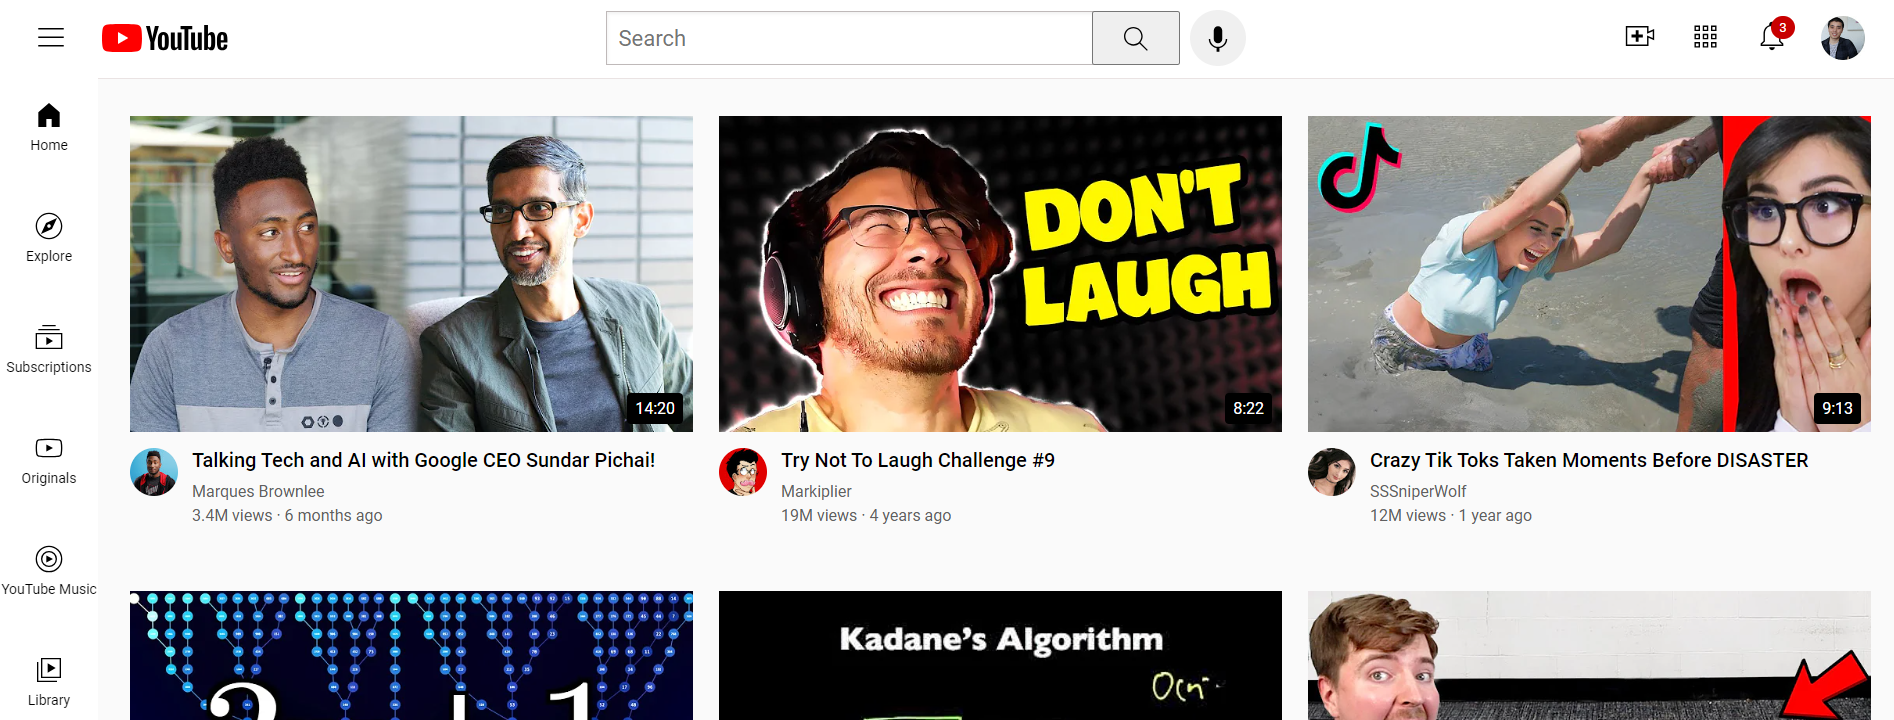 YouTube
Search
3
Home
Explore
Subscriptions
Originals
YouTube Music
Library
14:20
Talking Tech and AI with Google CEO Sundar Pichai!
Marques Brownlee
3.4M views · 6 months ago
DON'T
LAUGH
8:22
Try Not To Laugh Challenge #9
Markiplier
19M views · 4 years ago
9:13
Crazy Tik Toks Taken Moments Before DISASTER
SSSniperWolf
12M views · 1 year ago
Kadane's Algorithm